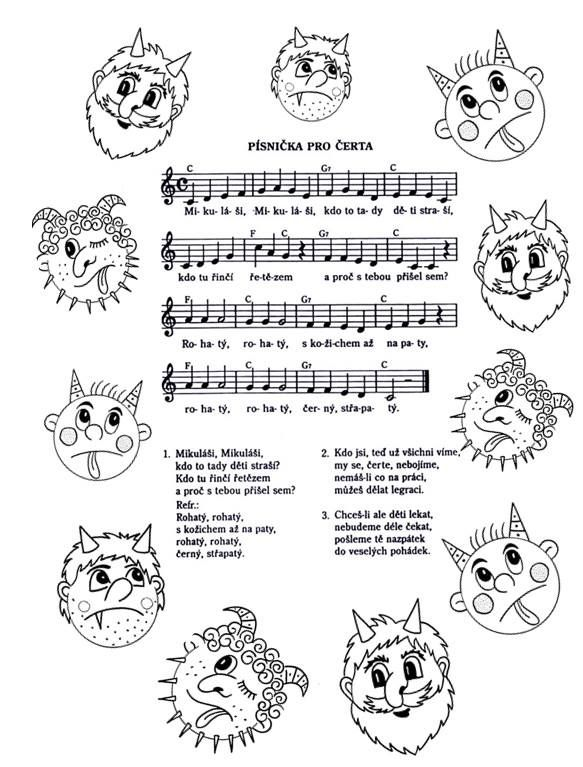 PÍSNIČKA PRO ČERTA
C G7 C
Mi- ku- lá- ši, Mi- ku- lá- ši, kdo to ta- dy dě- ti stra- ší,
F C G7 C
kdo tu řinčí ře-tě-zem a proč s tebou přišel sem?
F C G7 C
Ro- ha- tý, ro- ha- tý, s ko-ži-chem až na pa- ty,
F C G7 C
ro- ha- tý, ro- ha- tý, čer- ný, střa-pa- tý.
1. Mikuláši, Mikuláši,
kdo to tady děti straší?
Kdo tu řinčí řetězem
a proč s tebou přišel sem?
Refr.:
Rohatý, rohatý,
s kožichem až na paty,
rohatý, rohatý,
černý, střapatý.
2. Kdo jsi, teď už všichni víme,
my se, čerte, nebojíme,
nemáš-li co na práci,
můžeš dělat legraci.
3. Chceš-li ale děti lekat,
nebudeme déle čekat,
pošleme tě nazpátek
do veselých pohádek.